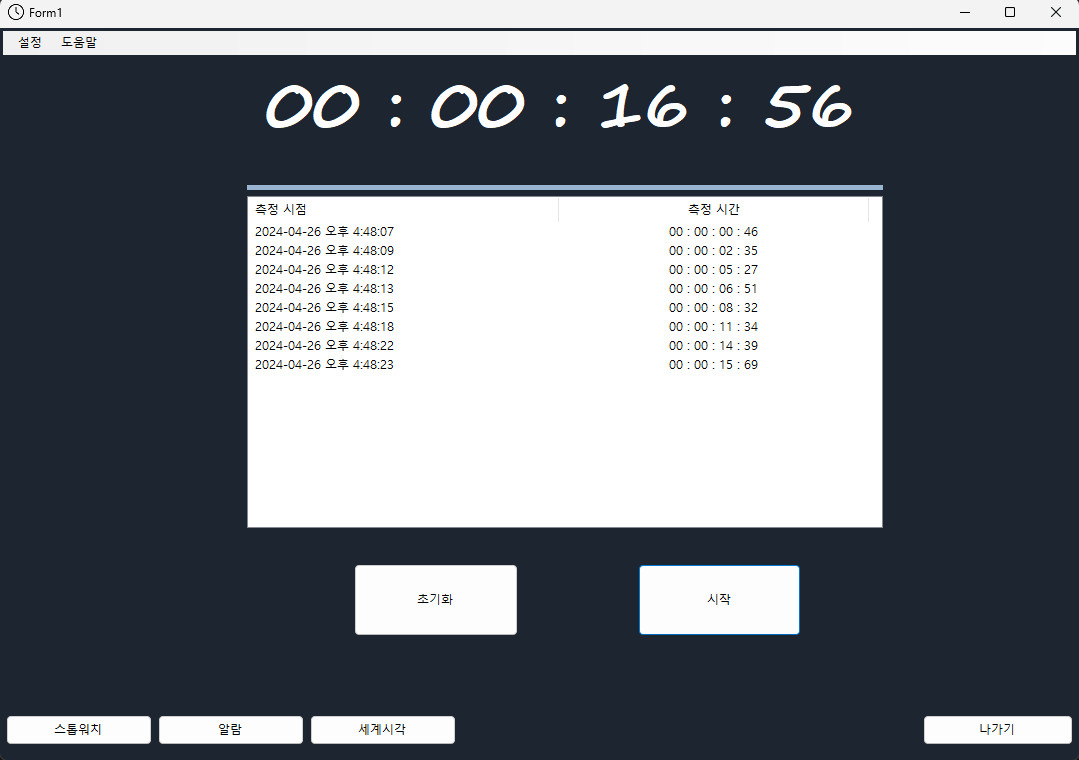 Form1
설정 도움말
00 : 00 : 16 : 56
측정 시점 측정 시간
2024-04-26 오후 4:48:07 00 : 00 : 00 : 46
2024-04-26 오후 4:48:09 00 : 00 : 02 : 35
2024-04-26 오후 4:48:12 00 : 00 : 05 : 27
2024-04-26 오후 4:48:13 00 : 00 : 06 : 51
2024-04-26 오후 4:48:15 00 : 00 : 08 : 32
2024-04-26 오후 4:48:18 00 : 00 : 11 : 34
2024-04-26 오후 4:48:22 00 : 00 : 14 : 39
2024-04-26 오후 4:48:23 00 : 00 : 15 : 69
초기화 시작
스톱워치 알람 세계시각 나가기